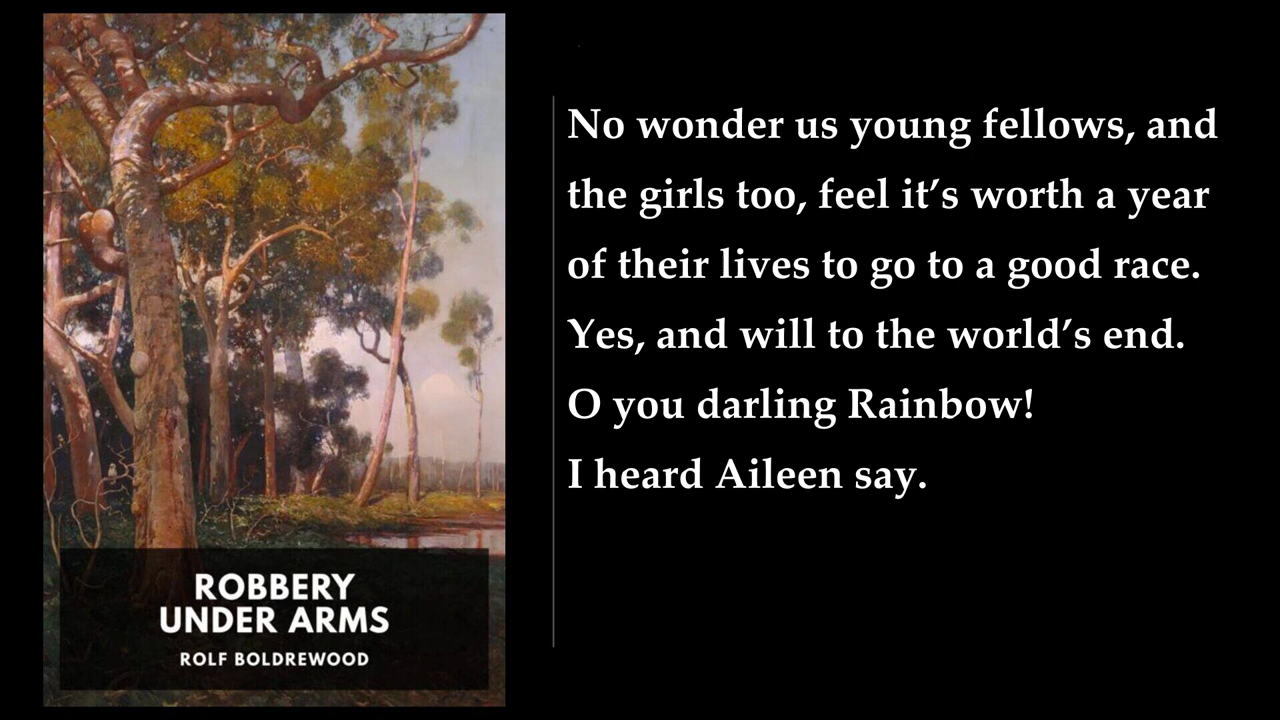 No wonder us young fellows, and
the girls too, feel it’s worth a year
of their lives to go to a good race.
Yes, and will to the world’s end.
O you darling Rainbow!
I heard Aileen say.
ROBBERY
UNDER ARMS
ROLF BOLDREWOOD